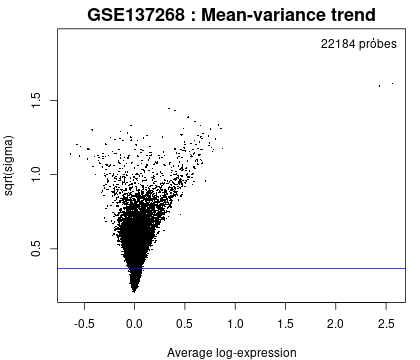 GSE137268 : Mean-variance trend
22184 probes
sqrt(sigma)
1.5
1.0
0.5
-0.5 0.0 0.5 1.0 1.5 2.0 2.5
Average log-expression